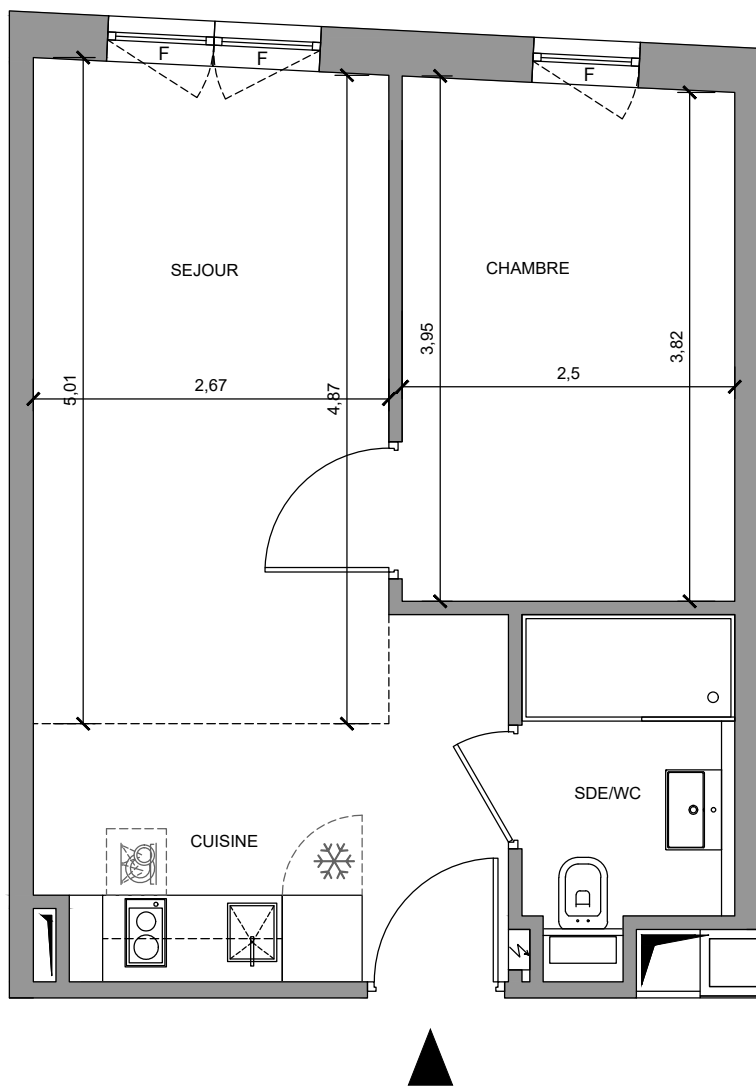 F
F
F
SEJOUR
CHAMBRE
3,95
3,82
5,01
2,67
4,87
2,5
SDE/WC
CUISINE